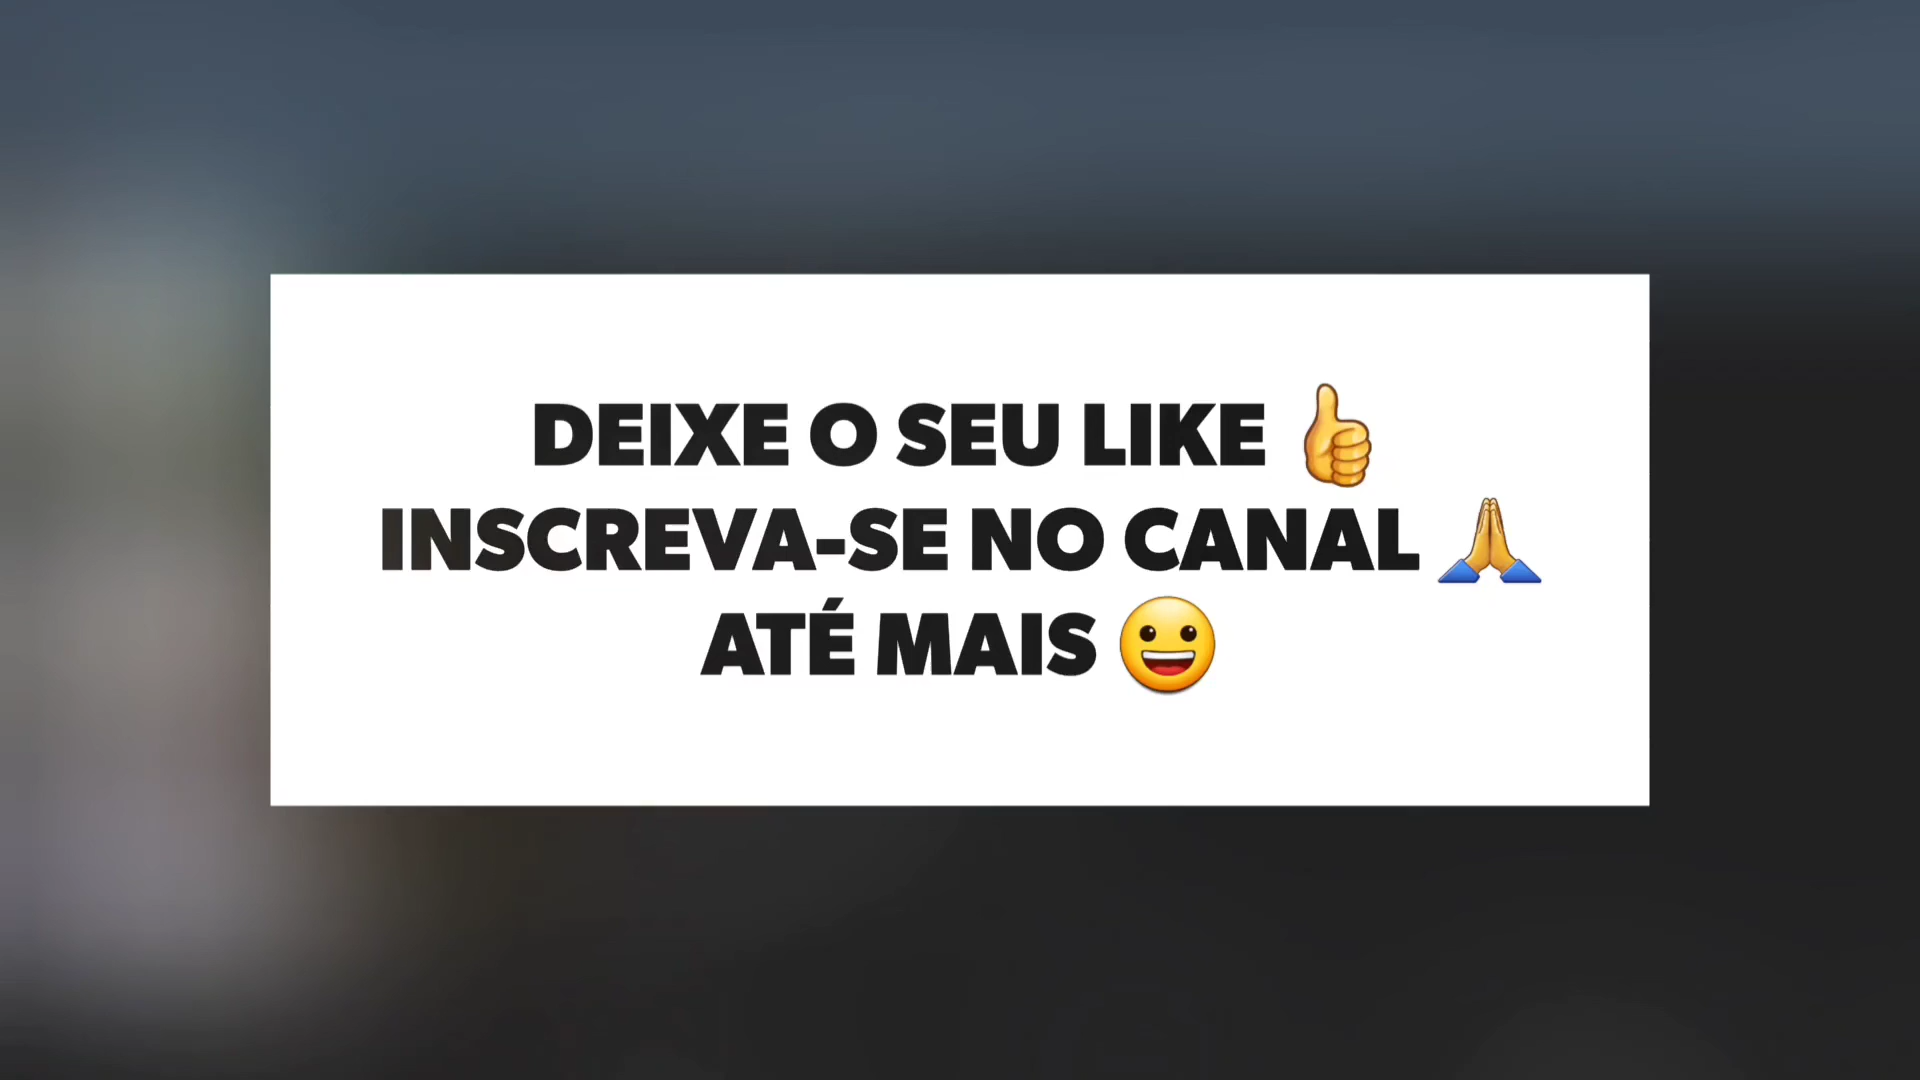 DEIXE O SEU LIKE 👍
INSCREVA-SE NO CANAL 🙏
ATÉ MAIS 😀